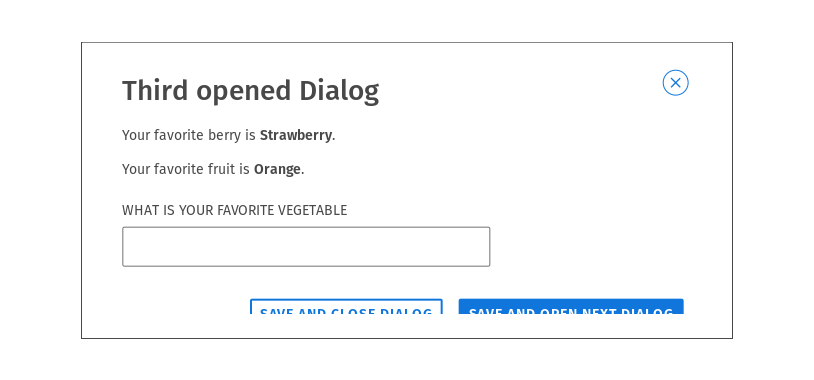 Third opened Dialog
Your favorite berry is Strawberry.
Your favorite fruit is Orange.
WHAT IS YOUR FAVORITE VEGETABLE
SAVE AND CLOSE DIALOG SAVE AND OPEN NEXT DIALOG